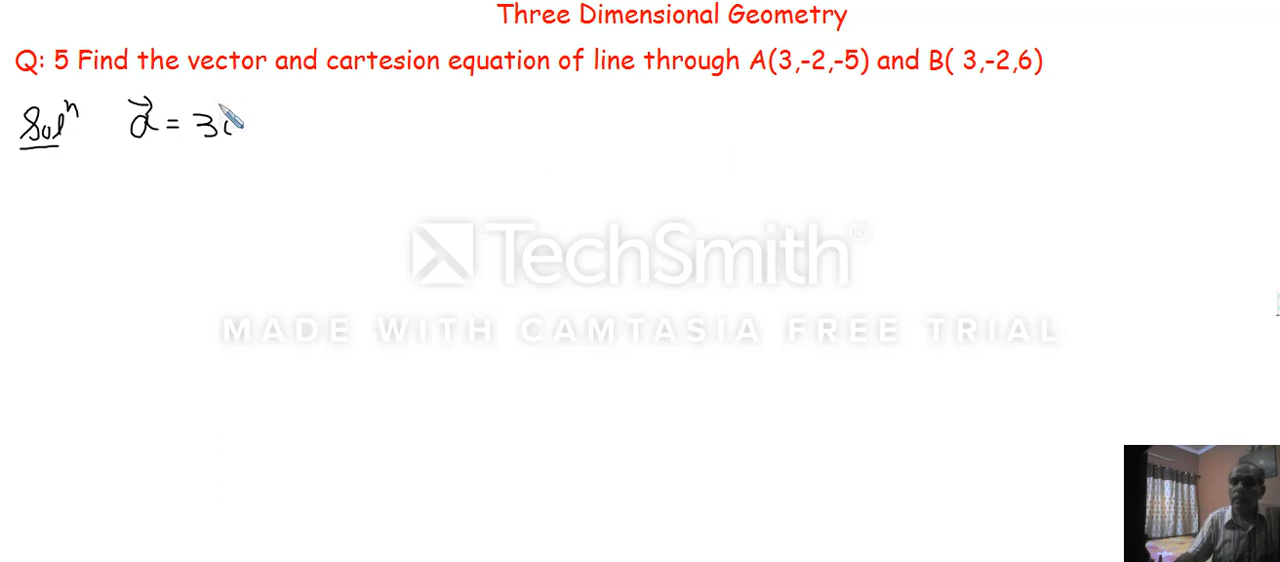 Three Dimensional Geometry
Q: 5 Find the vector and cartesion equation of line through A(3,-2,-5) and B( 3,-2,6)
Solⁿ a⃗ = 3i
TechSmith®
MADE WITH CAMTASIA FREE TRIAL